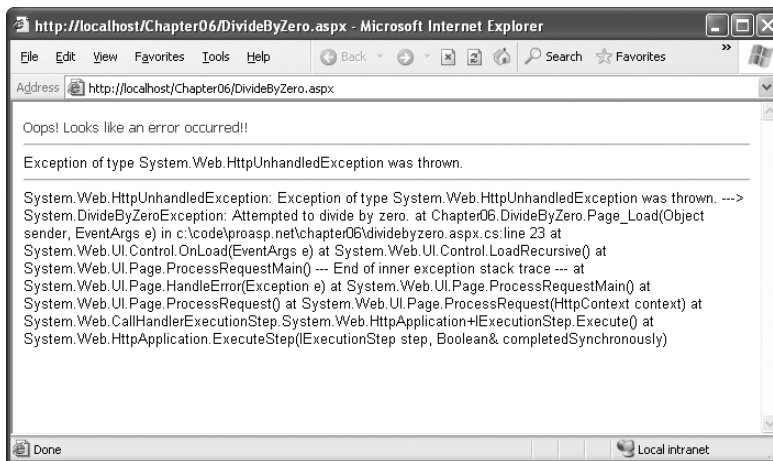 http://localhost/Chapter06/DivideByZero.aspx - Microsoft Internet Explorer
File Edit View Favorites Tools Help Back Search Favorites »
Address http://localhost/Chapter06/DivideByZero.aspx
Oops! Looks like an error occurred!!
Exception of type System.Web.HttpUnhandledException was thrown.
System.Web.HttpUnhandledException: Exception of type System.Web.HttpUnhandledException was thrown. --->
System.DivideByZeroException: Attempted to divide by zero. at Chapter06.DivideByZero.Page_Load(Object
sender, EventArgs e) in c:\code\proasp.net\chapter06\dividebyzero.aspx.cs:line 23 at
System.Web.UI.Control.OnLoad(EventArgs e) at System.Web.UI.Control.LoadRecursive() at
System.Web.UI.Page.ProcessRequestMain() --- End of inner exception stack trace --- at
System.Web.UI.Page.HandleError(Exception e) at System.Web.UI.Page.ProcessRequestMain() at
System.Web.UI.Page.ProcessRequest() at System.Web.UI.Page.ProcessRequest(HttpContext context) at
System.Web.CallHandlerExecutionStep.System.Web.HttpApplication+IExecutionStep.Execute() at
System.Web.HttpApplication.ExecuteStep(IExecutionStep step, Boolean& completedSynchronously)
Done Local intranet